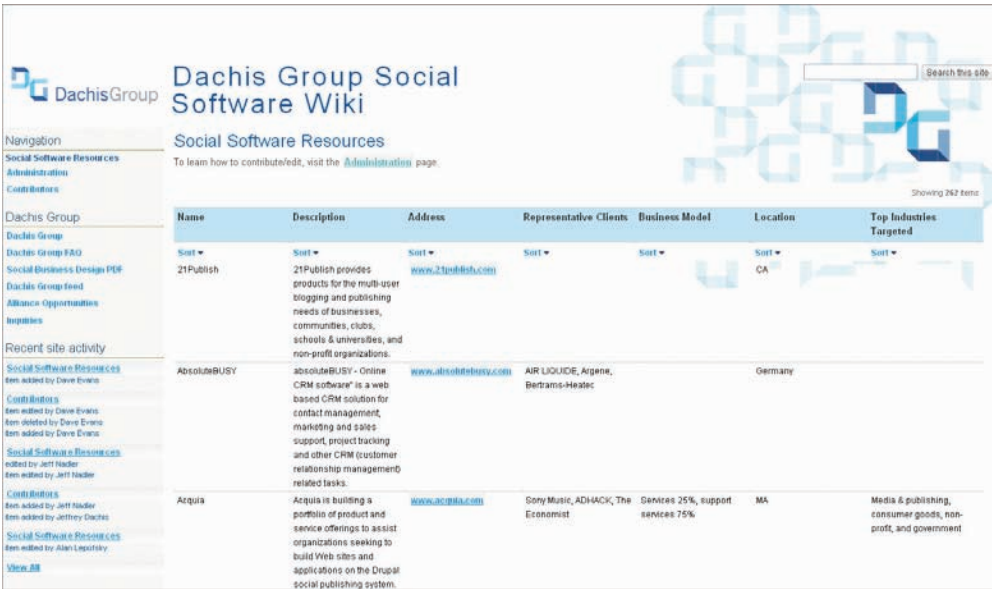 DachisGroup
Dachis Group Social
Software Wiki
Search this site
Navigation
Social Software Resources
Administration
Contributors
Dachis Group
Dachis Group
Dachis Group FAQ
Social Business Design PDF
Dachis Group feed
Alliance Opportunities
Inquiries
Recent site activity
Social Software Resources
item added by Dave Evans
Contributors
item edited by Dave Evans
item deleted by Dave Evans
item added by Dave Evans
Social Software Resources
edited by Jeff Nadler
item edited by Jeff Nadler
Contributors
item added by Jeff Nadler
item added by Jeffrey Dachis
Social Software Resources
item edited by Alan Lepofsky
View All
Social Software Resources
To learn how to contribute/edit, visit the Administration page.
Showing 262 items
Name Description Address Representative Clients Business Model Location Top Industries
Targeted
Sort Sort Sort Sort Sort Sort Sort
21Publish 21Publish provides www.21publish.com CA
products for the multi-user
blogging and publishing
needs of businesses,
communities, clubs,
schools & universities, and
non-profit organizations.
AbsoluteBUSY absoluteBUSY - Online www.absolutebusy.com AIR LIQUIDE, Argene, Germany
CRM software" is a web Bertrams-Heatec
based CRM solution for
contact management,
marketing and sales
support, project tracking
and other CRM (customer
relationship management)
related tasks.
Acquia Acquia is building a www.acquia.com Sony Music, ADHACK, The Services 25%, support MA Media & publishing,
portfolio of product and Economist services 75% consumer goods, non-
service offerings to assist profit, and government
organizations seeking to
build Web sites and
applications on the Drupal
social publishing system.